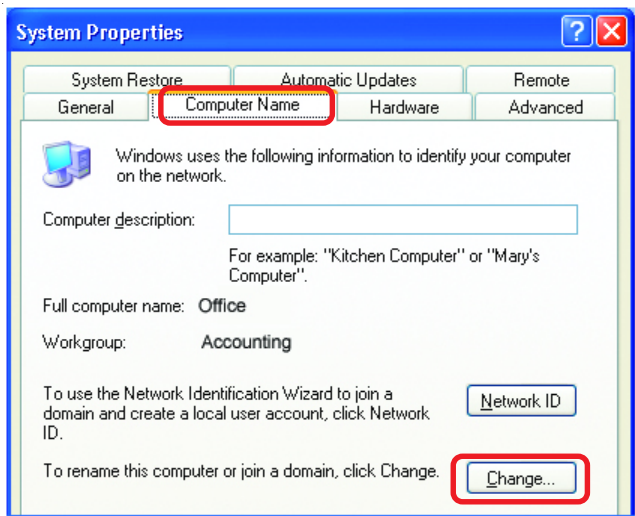 System Properties
System Restore Automatic Updates Remote
General Computer Name Hardware Advanced
Windows uses the following information to identify your computer
on the network.
Computer description:
For example: "Kitchen Computer" or "Mary's
Computer".
Full computer name: Office
Workgroup: Accounting
To use the Network Identification Wizard to join a
domain and create a local user account, click Network
ID.
Network ID
To rename this computer or join a domain, click Change.
Change...